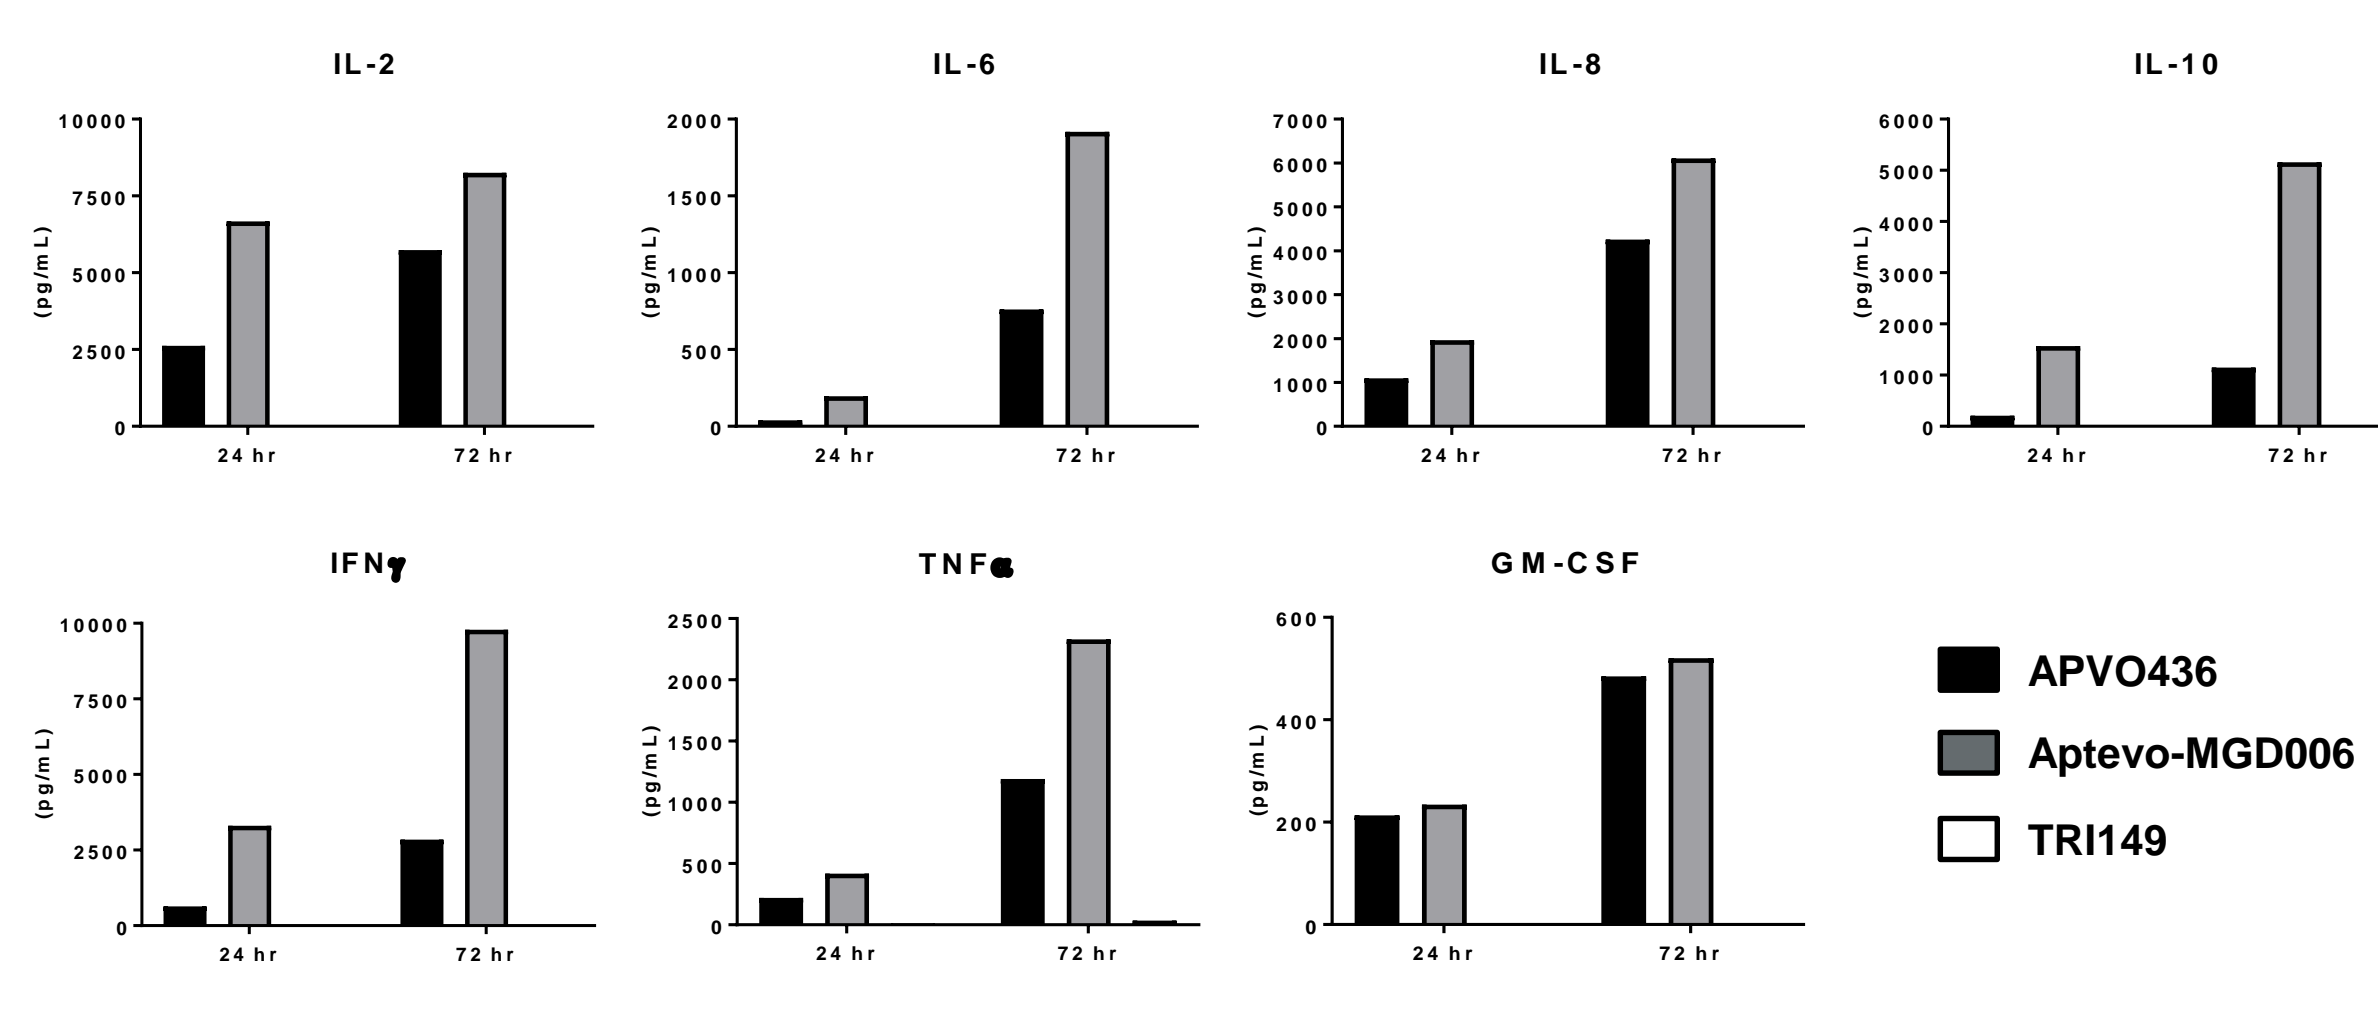 IL-2
10000
7500
5000
2500
0
(pg/mL)
24 hr
72 hr
IL-6
2000
1500
1000
500
0
(pg/mL)
24 hr
72 hr
IL-8
7000
6000
5000
4000
3000
2000
1000
0
(pg/mL)
24 hr
72 hr
IL-10
6000
5000
4000
3000
2000
1000
0
(pg/mL)
24 hr
72 hr
IFNγ
10000
7500
5000
2500
0
(pg/mL)
24 hr
72 hr
TNFα
2500
2000
1500
1000
500
0
(pg/mL)
24 hr
72 hr
GM-CSF
600
400
200
0
(pg/mL)
24 hr
72 hr
APVO436
Aptevo-MGD006
TRI149